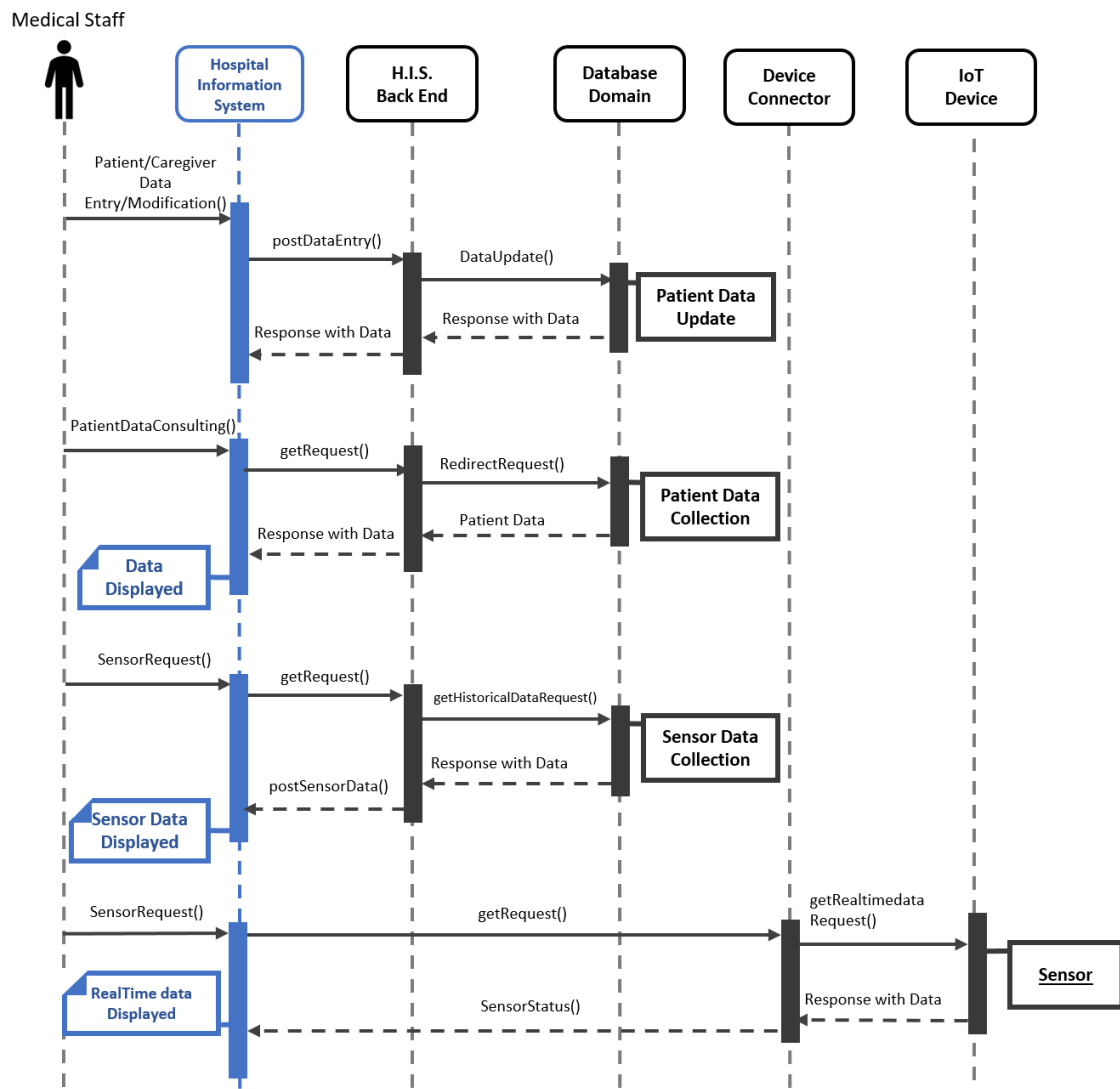 Medical Staff
Hospital
Information
System
H.I.S.
Back End
Database
Domain
Device
Connector
IoT
Device
Patient/Caregiver
Data
Entry/Modification()
postDataEntry()
DataUpdate()
Patient Data
Update
Response with Data
Response with Data
PatientDataConsulting()
getRequest()
RedirectRequest()
Patient Data
Collection
Patient Data
Response with Data
Data
Displayed
SensorRequest()
getRequest()
getHistoricalDataRequest()
Sensor Data
Collection
Response with Data
postSensorData()
Sensor Data
Displayed
SensorRequest()
getRequest()
getRealtimedata
Request()
Sensor
RealTime data
Displayed
SensorStatus()
Response with Data